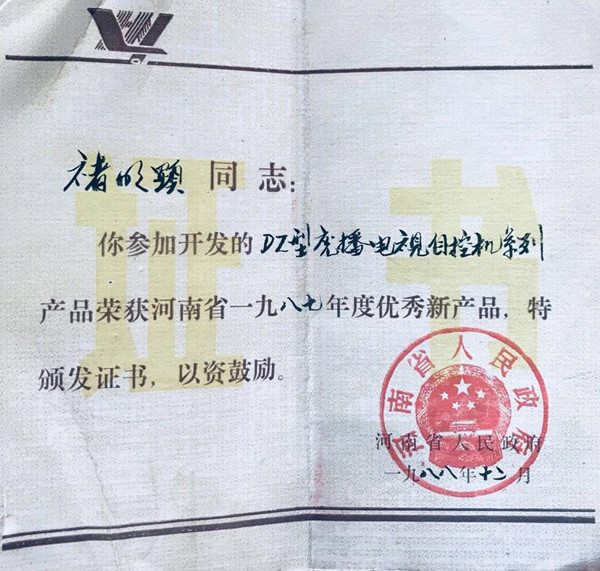 证书
褚明顕 同 志：
你参加开发的 DZ型广播电视自控机系列
产品荣获河南省一九八七年度优秀新产品，特
颁发证书，以资鼓励。
河南省人民政府
河南省人民政府
一九八八年十二月